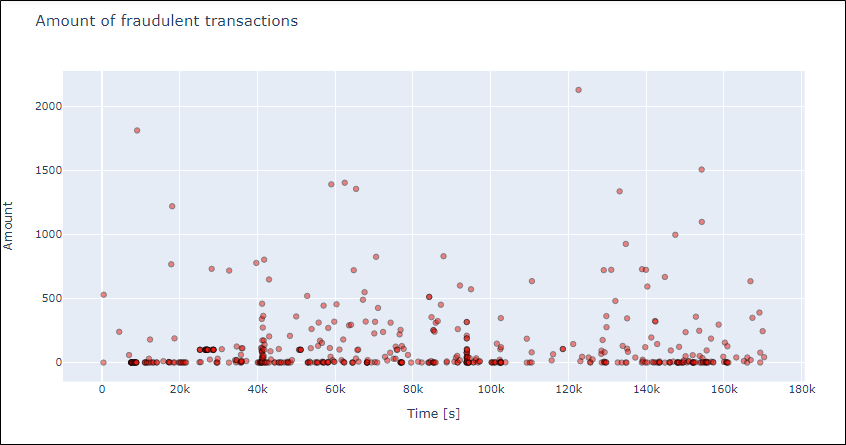 Amount of fraudulent transactions
2000
1500
1000
500
0
Amount
0 20k 40k 60k 80k 100k 120k 140k 160k 180k
Time [s]